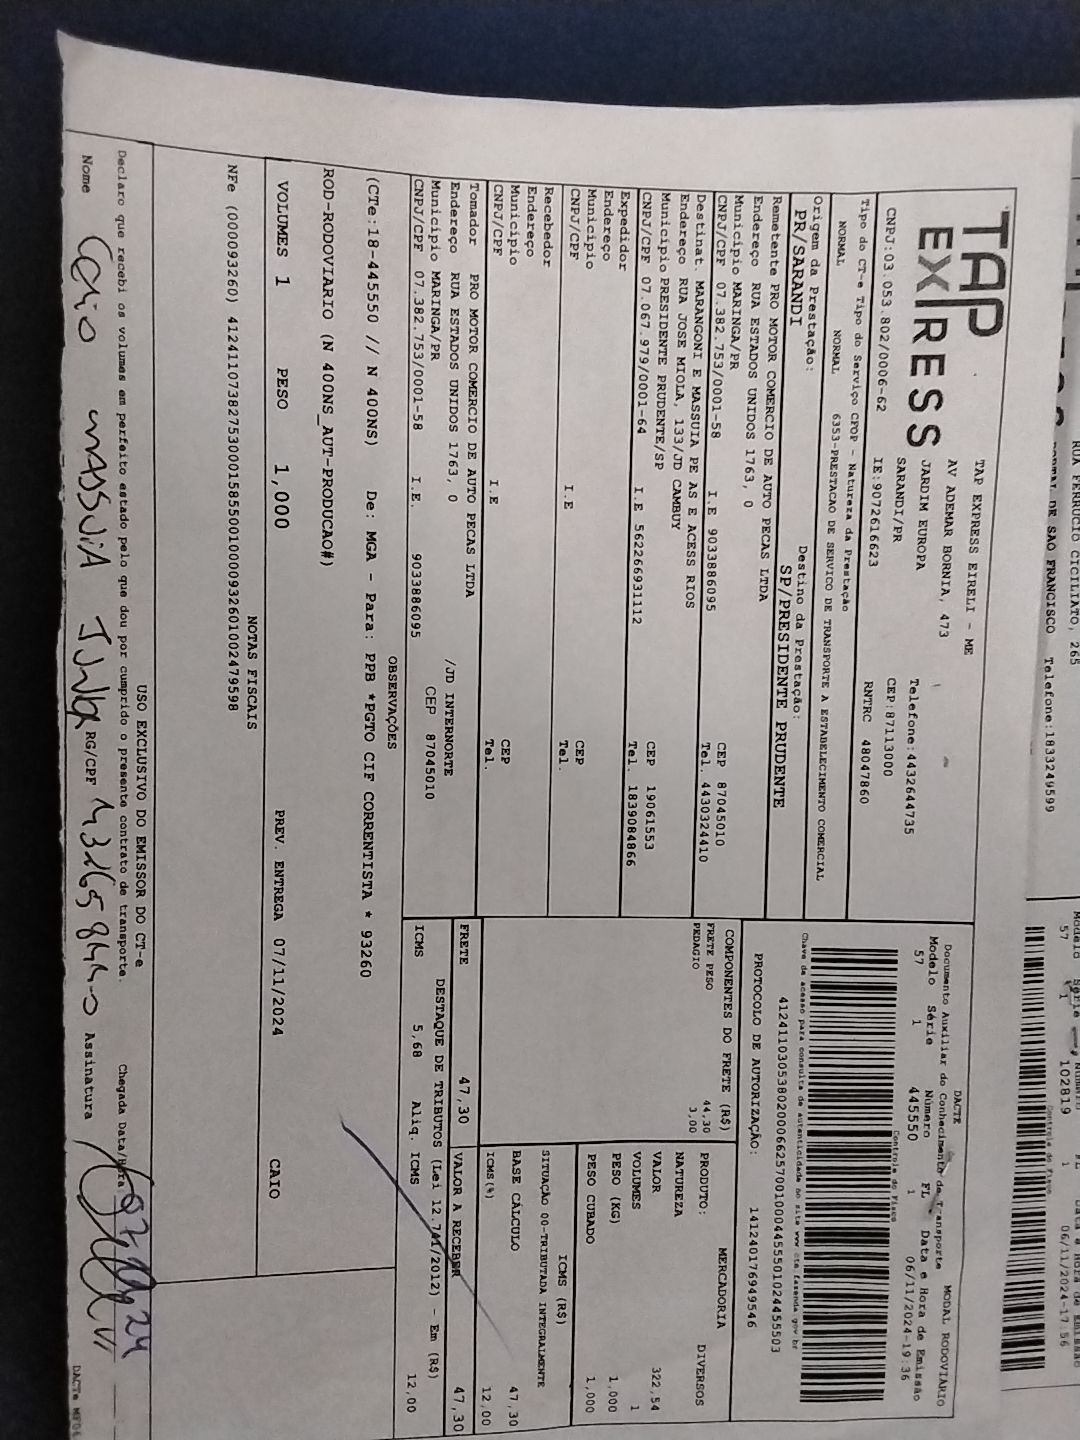 RUA FERRUCIO CICILIATO, 265
PORTAL DE SAO FRANCISCO Telefone:1833249599
57 1 102819 1 06/11/2024-17:56
Controle do Fisco
TAP EXPRESS
TAP EXPRESS EIRELI - ME
AV ADEMAR BORNIA, 473
JARDIM EUROPA Telefone:4432644735
SARANDI/PR CEP:87113000
CNPJ:03.053.802/0006-62 IE:9072616623 RNTRC 48047860
DACTE MODAL RODOVIÁRIO
Documento Auxiliar do Conhecimento de Transporte
Modelo Série Número FL Data e Hora de Emissão
57 1 445550 1 06/11/2024-19:36
Controle do Fisco
Chave de acesso para consulta de autenticidade no site www.cte.fazenda.gov.br
41241103053802000662570010004455501024455503
PROTOCOLO DE AUTORIZAÇÃO: 141240176949546
Tipo do CT-e Tipo do Serviço CFOP - Natureza da Prestação
NORMAL NORMAL 6353-PRESTACAO DE SERVICO DE TRANSPORTE A ESTABELECIMENTO COMERCIAL
Origem da Prestação: Destino da Prestação:
PR/SARANDI SP/PRESIDENTE PRUDENTE
Remetente PRO MOTOR COMERCIO DE AUTO PECAS LTDA
Endereço RUA ESTADOS UNIDOS 1763, 0
Município MARINGA/PR CEP 87045010
CNPJ/CPF 07.382.753/0001-58 I.E 9033886095 Tel. 4430324410
Destinat. MARANGONI E MASSUIA PE AS E ACESS RIOS
Endereço RUA JOSE MIOLA, 133/JD CAMBUY
Município PRESIDENTE PRUDENTE/SP CEP 19061553
CNPJ/CPF 07.067.979/0001-64 I.E 562266931112 Tel. 1839084866
Expedidor
Endereço
Município CEP
CNPJ/CPF I.E Tel.
Recebedor
Endereço
Município CEP
CNPJ/CPF I.E Tel.
Tomador PRO MOTOR COMERCIO DE AUTO PECAS LTDA
Endereço RUA ESTADOS UNIDOS 1763, 0 /JD INTERNORTE
Município MARINGA/PR CEP 87045010
CNPJ/CPF 07.382.753/0001-58 I.E. 9033886095
COMPONENTES DO FRETE (R$)
FRETE PESO 44,30
PEDAGIO 3,00
MERCADORIA
PRODUTO: DIVERSOS
NATUREZA
VALOR 322,54
VOLUMES 1
PESO (KG) 1,000
PESO CUBADO 1,000
ICMS (R$)
SITUAÇÃO 00-TRIBUTADA INTEGRALMENTE
BASE CÁLCULO 47,30
ICMS(%) 12,00
FRETE 47,30 VALOR A RECEBER 47,30
DESTAQUE DE TRIBUTOS (Lei 12.741/2012) - Em (R$)
ICMS 5,68 Aliq. ICMS 12,00
OBSERVAÇÕES
(CTe:18-445550 // N 400NS) De: MGA - Para: PPB *PGTO CIF CORRENTISTA * 93260
ROD-RODOVIARIO (N 400NS_AUT-PRODUCAO#)
VOLUMES 1 PESO 1,000 PREV. ENTREGA 07/11/2024 CAIO
NOTAS FISCAIS
NFe (000093260) 41241107382753000158550010000932601002479598
USO EXCLUSIVO DO EMISSOR DO CT-e
Declaro que recebi os volumes em perfeito estado pelo que dou por cumprido o presente contrato de transporte. Chegada Data/Hora:
Nome Caio MASSUIA RG/CPF Assinatura
DACTe